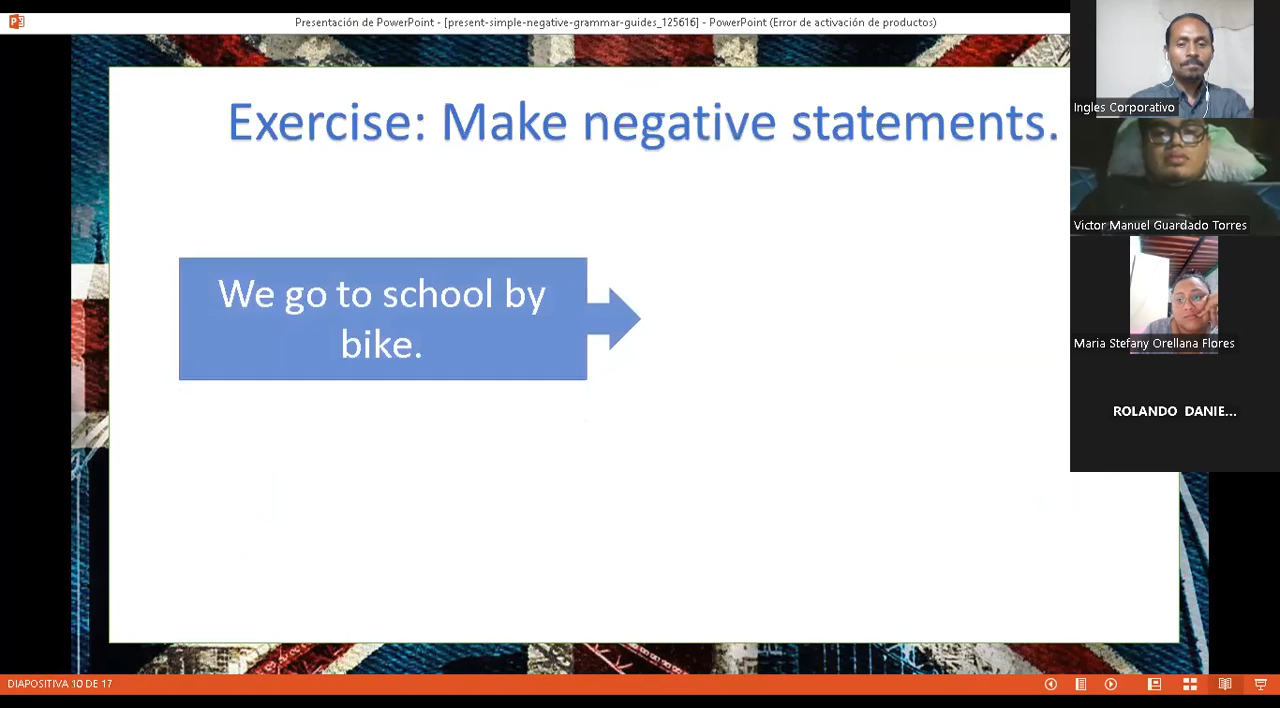 Presentación de PowerPoint - [present-simple-negative-grammar-guides_125616] - PowerPoint (Error de activación de productos)
Exercise: Make negative statements.
We go to school by
bike.
Ingles Corporativo
Victor Manuel Guardado Torres
Maria Stefany Orellana Flores
ROLANDO DANIE...
DIAPOSITIVA 10 DE 17